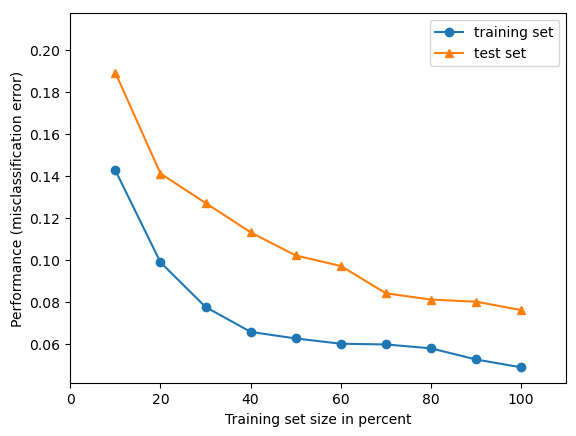 training set
test set
0.20
0.18
0.16
0.14
0.12
0.10
0.08
0.06
Performance (misclassification error)
0 20 40 60 80 100
Training set size in percent